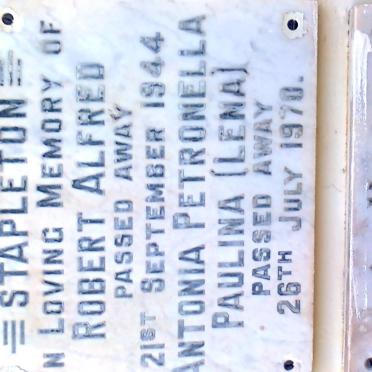 STAPLETON
N LOVING MEMORY OF
ROBERT ALFRED
PASSED AWAY
21ST SEPTEMBER 1944
ANTONIA PETRONELLA
PAULINA (LENA)
PASSED AWAY
26TH JULY 1970.